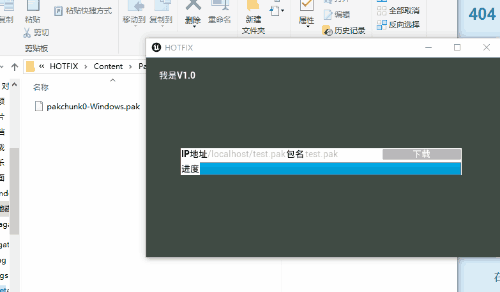 粘贴
粘贴快捷方式
剪切
剪贴板
移动到
复制到
删除
重命名
新建
文件夹
属性
编辑
历史记录
全部取消
反向选择
404
« HOTFIX › Content › Pa
名称
pakchunk0-Windows.pak
HOTFIX
我是V1.0
IP地址 /localhost/test.pak 包名 test.pak 下载
进度